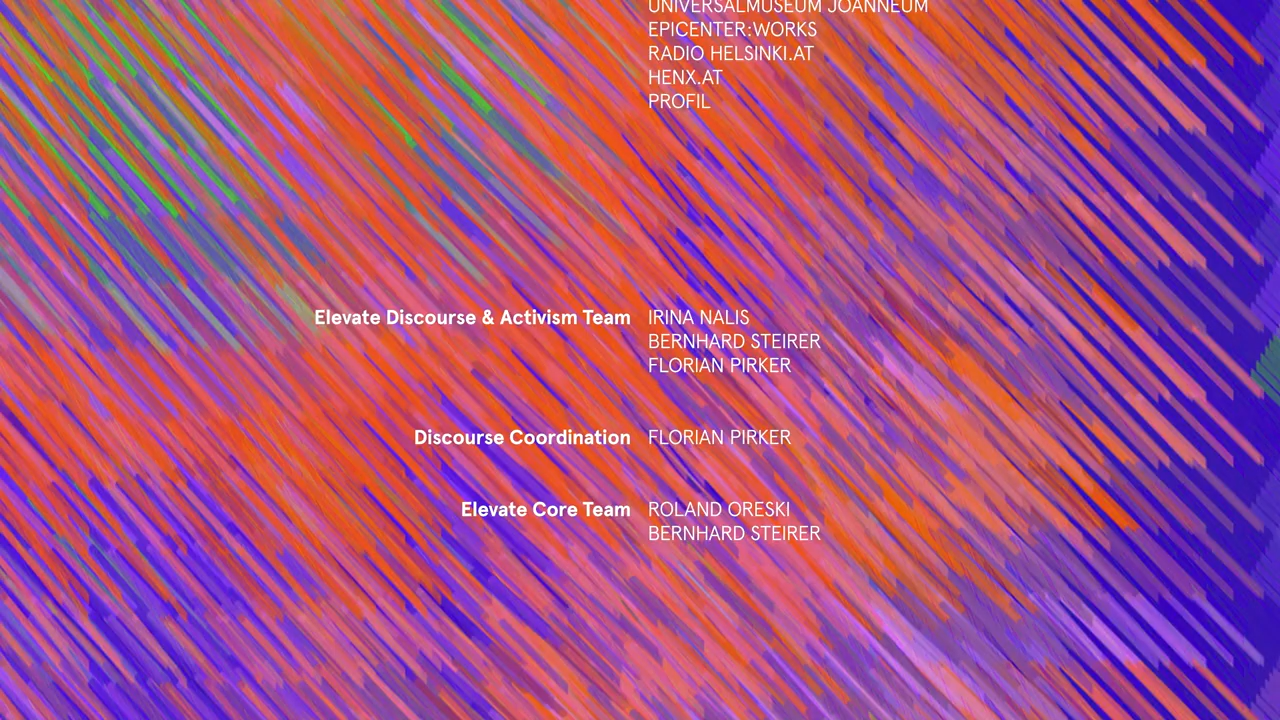 UNIVERSALMUSEUM JOANNEUM
EPICENTER:WORKS
RADIO HELSINKI.AT
HENX.AT
PROFIL
Elevate Discourse & Activism Team IRINA NALIS
BERNHARD STEIRER
FLORIAN PIRKER
Discourse Coordination FLORIAN PIRKER
Elevate Core Team ROLAND ORESKI
BERNHARD STEIRER